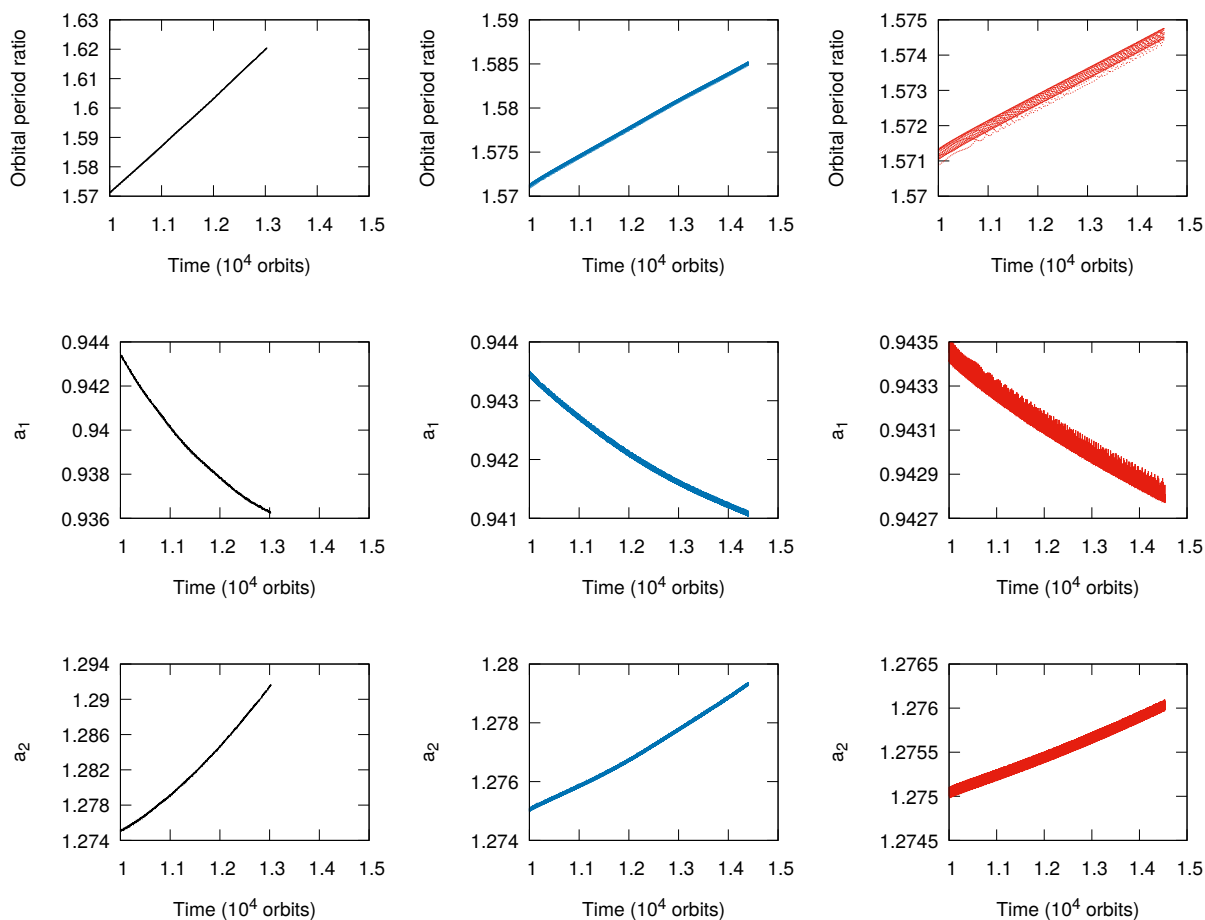 Orbital period ratio
1.63
1.62
1.61
1.6
1.59
1.58
1.57
1 1.1 1.2 1.3 1.4 1.5
Time (10⁴ orbits)
Orbital period ratio
1.59
1.585
1.58
1.575
1.57
1 1.1 1.2 1.3 1.4 1.5
Time (10⁴ orbits)
Orbital period ratio
1.575
1.574
1.573
1.572
1.571
1.57
1 1.1 1.2 1.3 1.4 1.5
Time (10⁴ orbits)
a₁
0.944
0.942
0.94
0.938
0.936
1 1.1 1.2 1.3 1.4 1.5
Time (10⁴ orbits)
a₁
0.944
0.943
0.942
0.941
1 1.1 1.2 1.3 1.4 1.5
Time (10⁴ orbits)
a₁
0.9435
0.9433
0.9431
0.9429
0.9427
1 1.1 1.2 1.3 1.4 1.5
Time (10⁴ orbits)
a₂
1.294
1.29
1.286
1.282
1.278
1.274
1 1.1 1.2 1.3 1.4 1.5
Time (10⁴ orbits)
a₂
1.28
1.278
1.276
1.274
1 1.1 1.2 1.3 1.4 1.5
Time (10⁴ orbits)
a₂
1.2765
1.276
1.2755
1.275
1.2745
1 1.1 1.2 1.3 1.4 1.5
Time (10⁴ orbits)